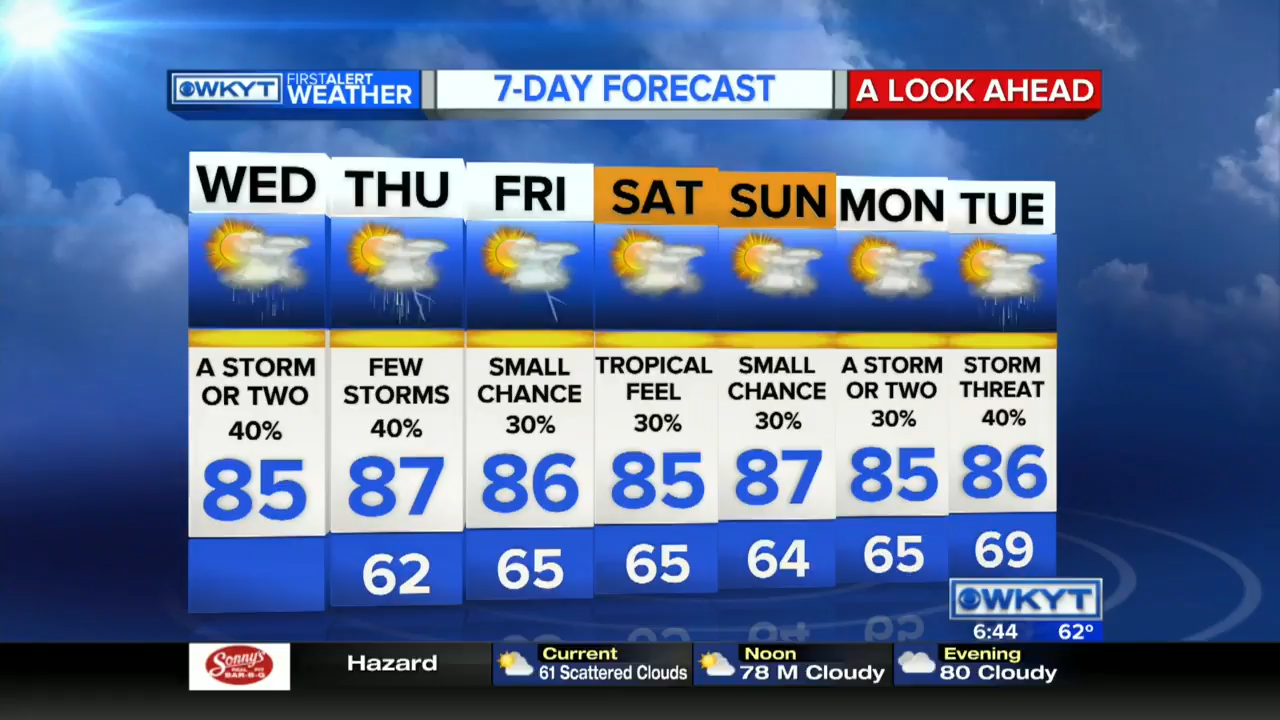 WKYT FIRST ALERT WEATHER
7-DAY FORECAST
A LOOK AHEAD
WED
THU
FRI
SAT
SUN
MON
TUE
A STORM
OR TWO
40%
85
FEW
STORMS
40%
87
62
SMALL
CHANCE
30%
86
65
TROPICAL
FEEL
30%
85
65
SMALL
CHANCE
30%
87
64
A STORM
OR TWO
30%
85
65
STORM
THREAT
40%
86
69
WKYT
6:44 62°
Sonny's
BAR-B-Q
Hazard
Current
61 Scattered Clouds
Noon
78 M Cloudy
Evening
80 Cloudy